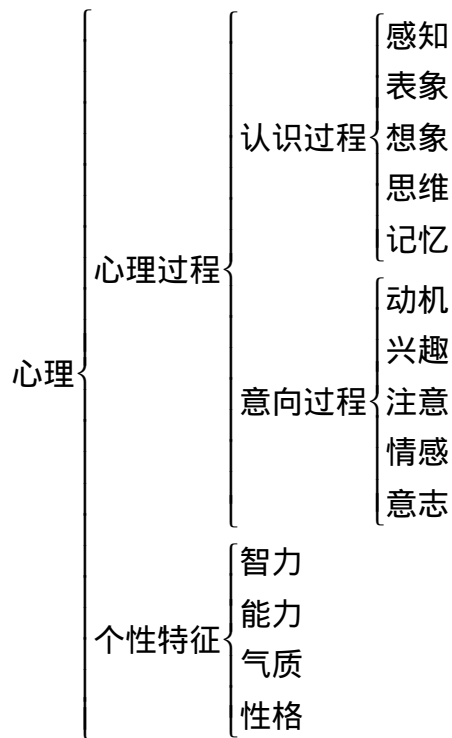 心理
心理过程
认识过程
感知
表象
想象
思维
记忆
意向过程
动机
兴趣
注意
情感
意志
个性特征
智力
能力
气质
性格